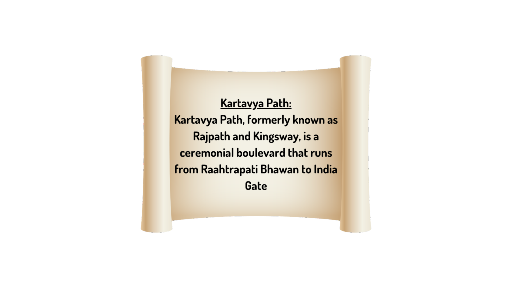 Kartavya Path:
Kartavya Path, formerly known as
Rajpath and Kingsway, is a
ceremonial boulevard that runs
from Raahtrapati Bhawan to India
Gate